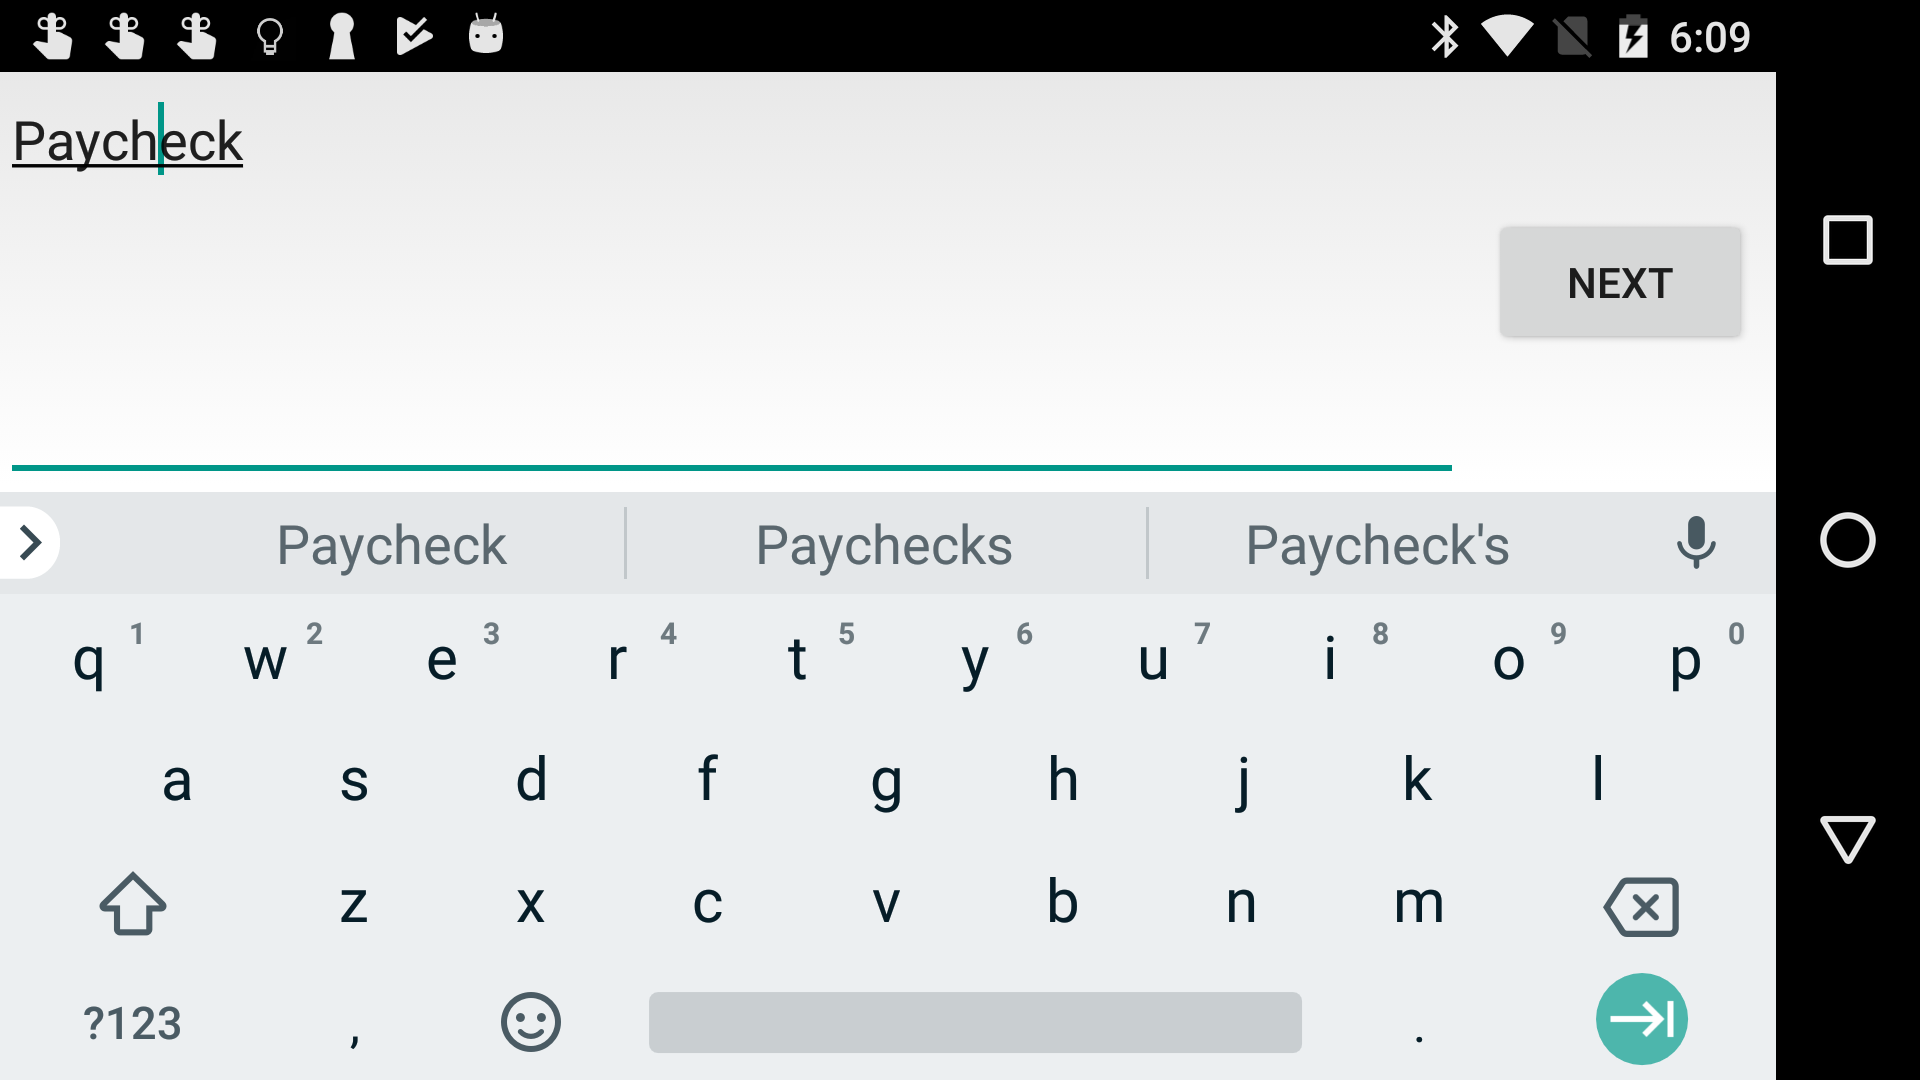 6:09
Paycheck
NEXT
Paycheck Paychecks Paycheck's
q 1 w 2 e 3 r 4 t 5 y 6 u 7 i 8 o 9 p 0
a s d f g h j k l
z x c v b n m
?123 , .